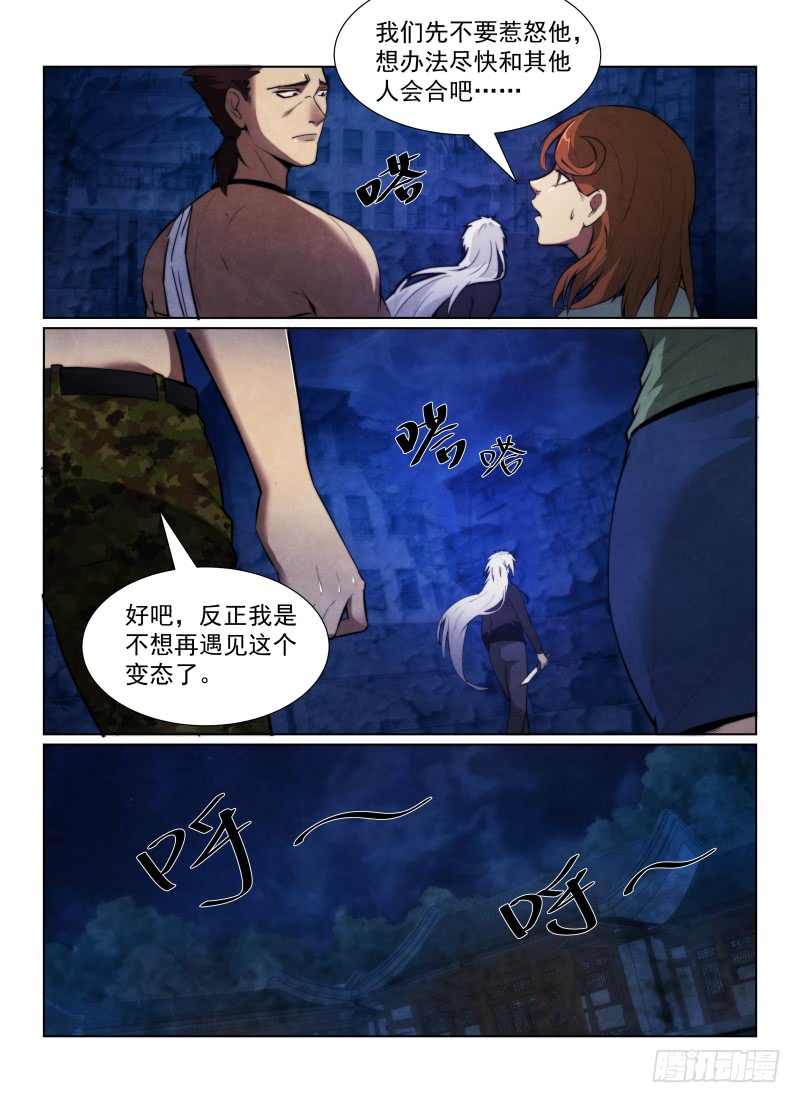 我们先不要惹怒他，
想办法尽快和其他
人会合吧……
嗒
嗒
嗒
好吧，反正我是
不想再遇见这个
变态了。
呼～
呼～
腾讯动漫